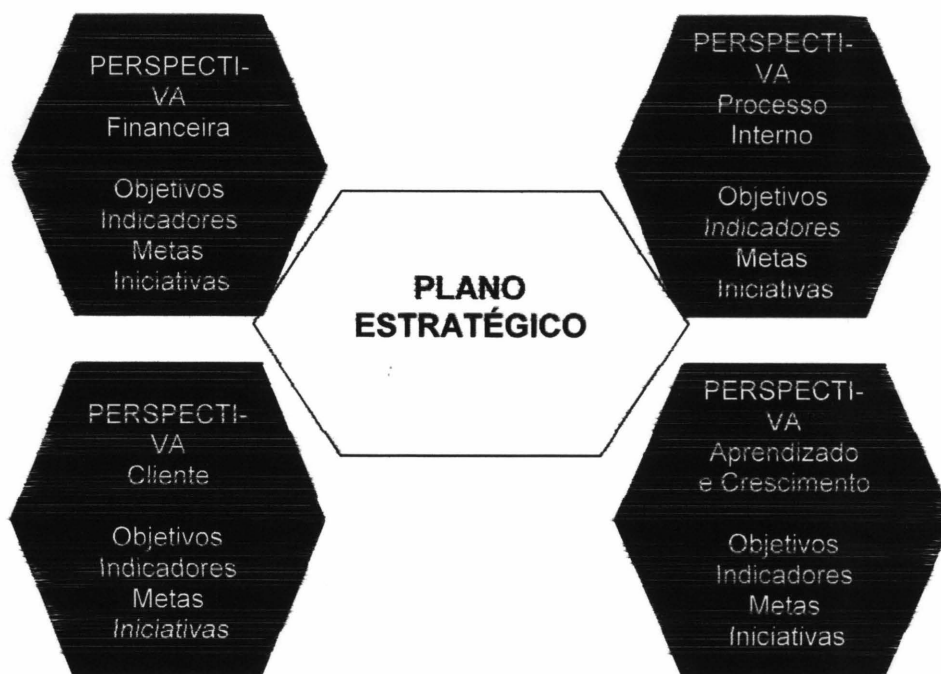 PERSPECTI-
VA
Financeira
Objetivos
Indicadores
Metas
Iniciativas
PERSPECTI-
VA
Processo
Interno
Objetivos
Indicadores
Metas
Iniciativas
PLANO
ESTRATÉGICO
PERSPECTI-
VA
Cliente
Objetivos
Indicadores
Metas
Iniciativas
PERSPECTI-
VA
Aprendizado
e Crescimento
Objetivos
Indicadores
Metas
Iniciativas